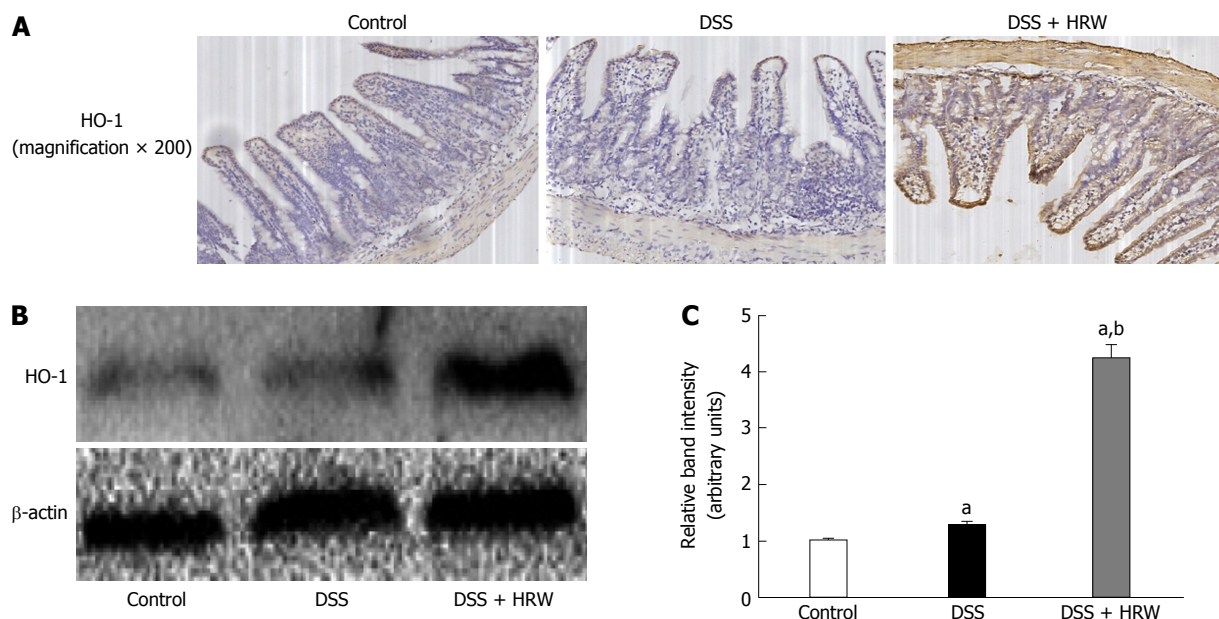 A
Control
DSS
DSS + HRW
HO-1
(magnification × 200)
B
HO-1
β-actin
Control
DSS
DSS + HRW
C
Relative band intensity
(arbitrary units)
5
4
3
2
1
0
a
a,b
Control
DSS
DSS + HRW